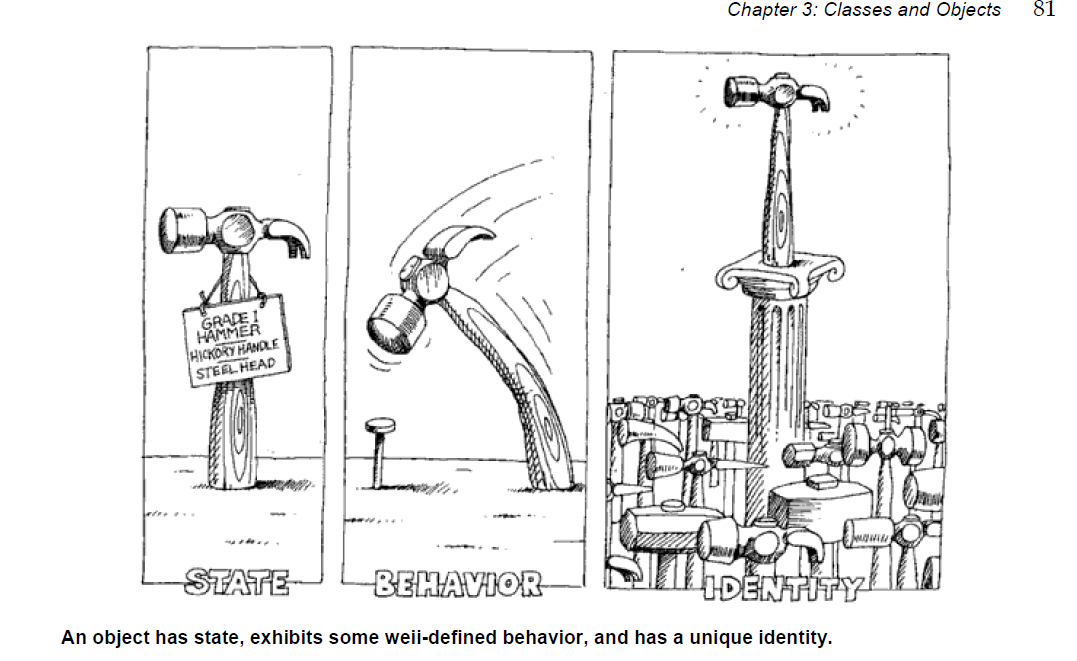 Chapter 3: Classes and Objects 81
GRADE I
HAMMER
HICKORY HANDLE
STEEL HEAD
STATE
BEHAVIOR
IDENTITY
An object has state, exhibits some weii-defined behavior, and has a unique identity.